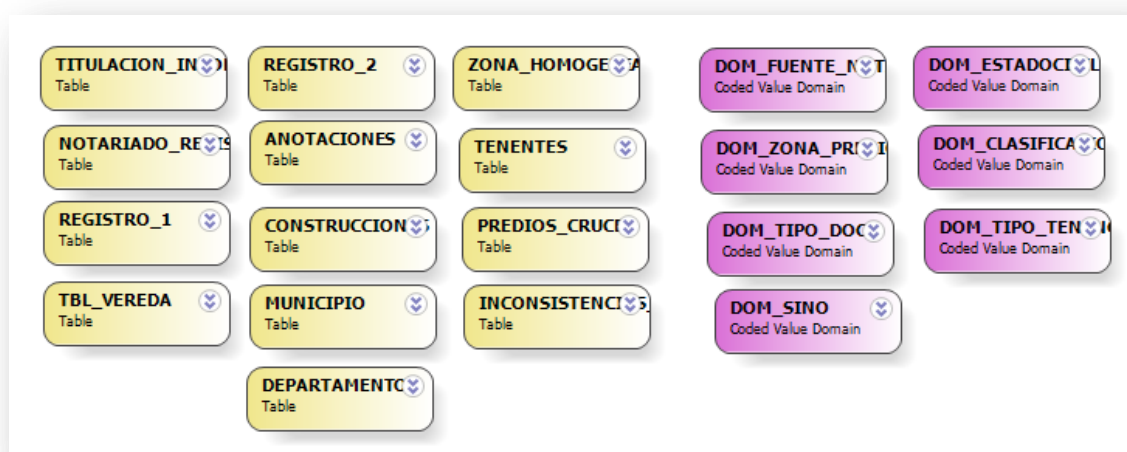 TITULACION_IN
Table
REGISTRO_2
Table
ZONA_HOMOGE
Table
DOM_FUENTE_N
Coded Value Domain
DOM_ESTADOCI
Coded Value Domain
NOTARIADO_RE
Table
ANOTACIONES
Table
TENENTES
Table
DOM_ZONA_PR
Coded Value Domain
DOM_CLASIFICA
Coded Value Domain
REGISTRO_1
Table
CONSTRUCCION
Table
PREDIOS_CRUC
Table
DOM_TIPO_DOC
Coded Value Domain
DOM_TIPO_TEN
Coded Value Domain
TBL_VEREDA
Table
MUNICIPIO
Table
INCONSISTENCI
Table
DOM_SINO
Coded Value Domain
DEPARTAMENTO
Table